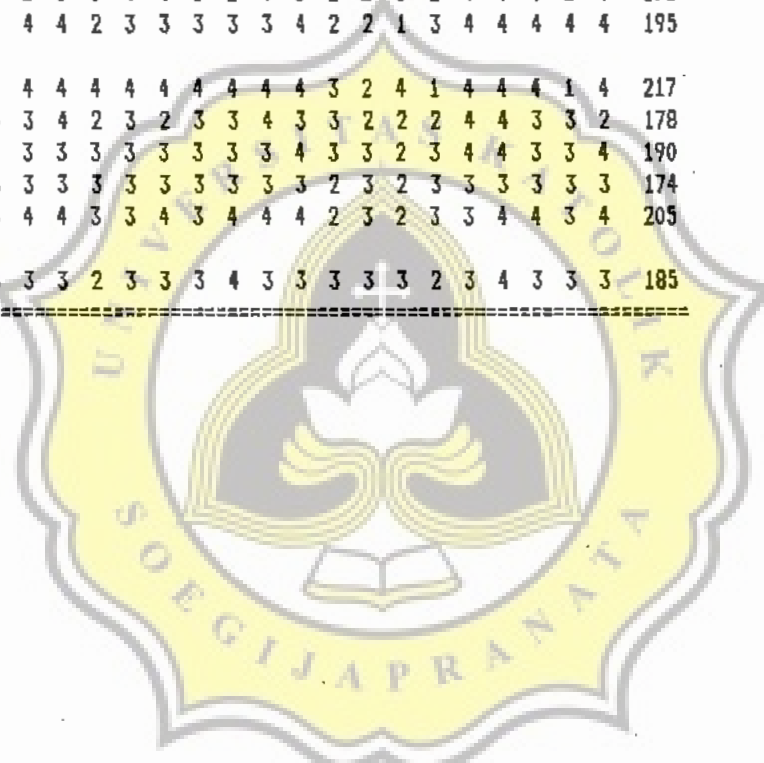 4 4 2 3 3 3 3 3 4 2 2 1 3 4 4 4 4 4 195
4 4 4 4 4 4 4 4 4 3 2 4 1 4 4 4 1 4 217
3 4 2 3 2 3 3 4 3 3 2 2 2 4 4 3 3 2 178
3 3 3 3 3 3 3 3 4 3 3 2 3 4 4 3 3 4 190
3 3 3 3 3 3 3 3 3 2 3 2 3 3 3 3 3 3 174
4 4 3 3 4 3 4 4 4 2 3 2 3 3 4 4 3 4 205
3 3 2 3 3 3 4 3 3 3 3 3 2 3 4 3 3 3 185
UNIVERSITAS KATOLIK
SOEGIJAPRANATA